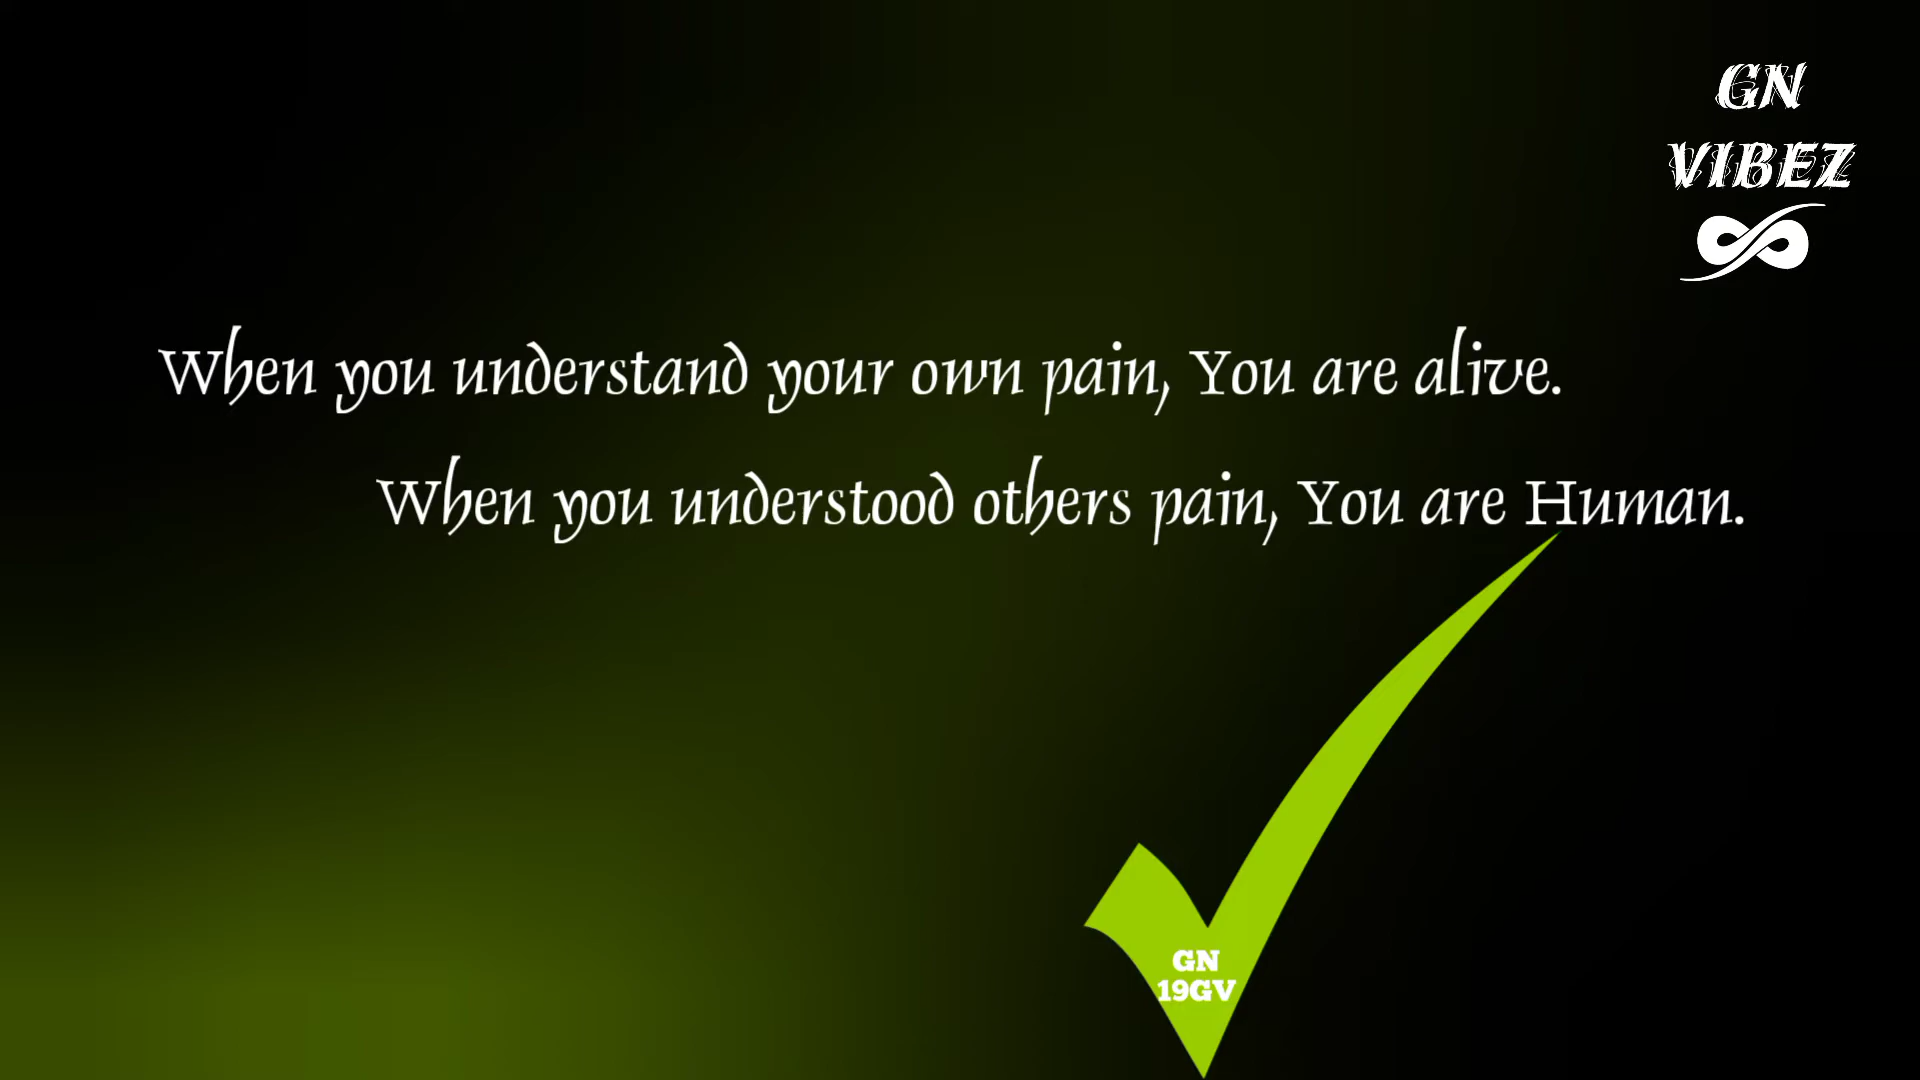 GN
VIBEZ
When you understand your own pain, You are alive.
When you understood others pain, You are Human.
GN
19GV